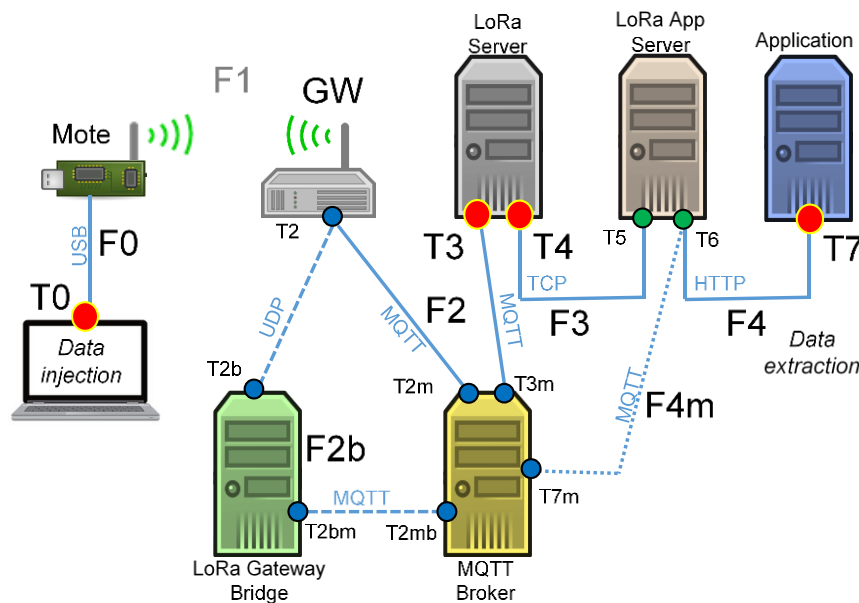 LoRa
Server
LoRa App
Server
Application
F1
GW
Mote
USB
F0
T0
Data
injection
T2
UDP
MQTT
F2
T3
T4
MQTT
TCP
F3
T5
T6
HTTP
F4
T7
Data
extraction
T2b
T2m
T3m
MQTT
F4m
F2b
MQTT
T2bm
T2mb
T7m
LoRa Gateway
Bridge
MQTT
Broker